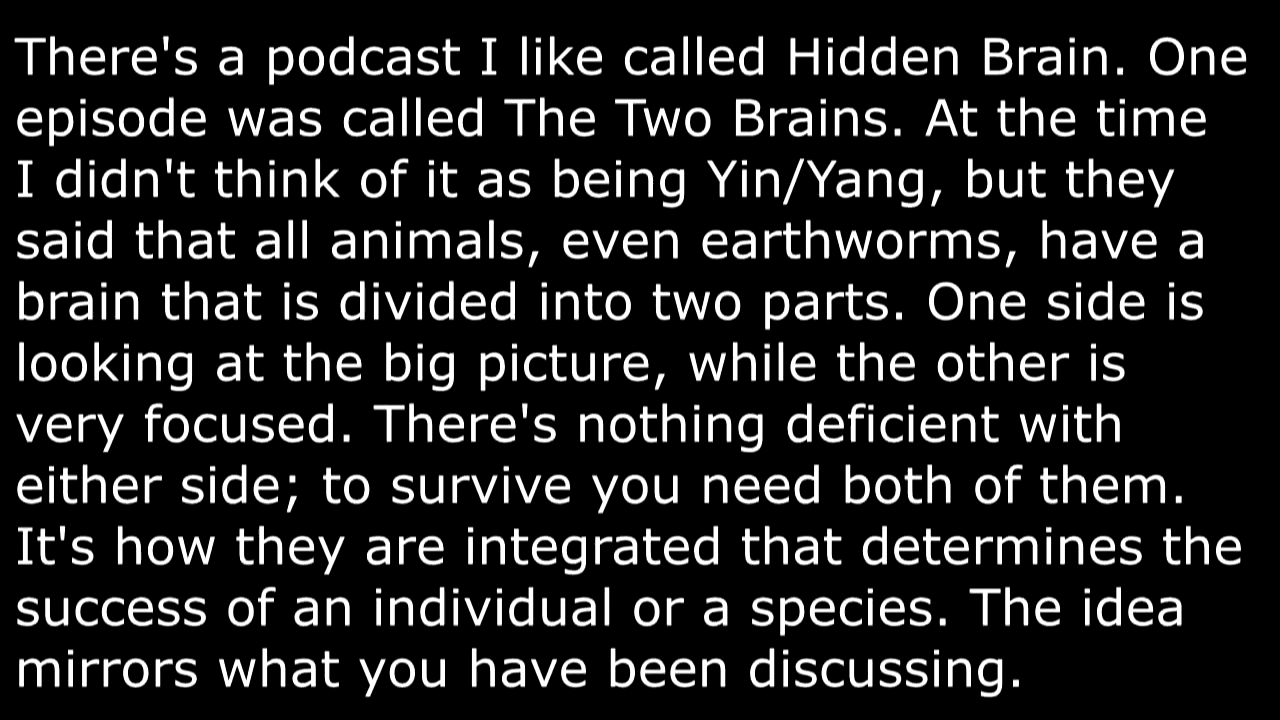 There's a podcast I like called Hidden Brain. One
episode was called The Two Brains. At the time
I didn't think of it as being Yin/Yang, but they
said that all animals, even earthworms, have a
brain that is divided into two parts. One side is
looking at the big picture, while the other is
very focused. There's nothing deficient with
either side; to survive you need both of them.
It's how they are integrated that determines the
success of an individual or a species. The idea
mirrors what you have been discussing.